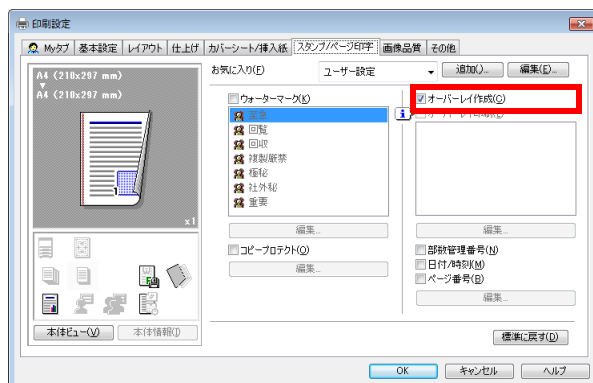 印刷設定
Myタブ 基本設定 レイアウト 仕上げ カバーシート/挿入紙 スタンプ/ページ印字 画像品質 その他
A4 (210x297 mm)
A4 (210x297 mm)
1
x1
お気に入り(F) ユーザー設定 追加()... 編集(E)...
ウォーターマーク(K)
至急
回覧
回収
複製厳禁
極秘
社外秘
重要
編集...
コピープロテクト(O)
編集...
オーバーレイ作成(C)
編集...
部数管理番号(N)
日付/時刻(M)
ページ番号(B)
編集...
本体ビュー(V) 本体情報(I)
標準に戻す(D)
OK キャンセル ヘルプ